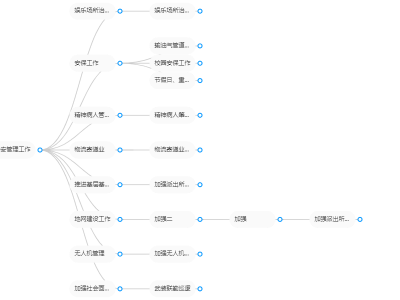 娱乐场所治...
娱乐场所治...
输油气管道...
安保工作
校园安保工作
节假日、重...
精神病人管...
精神病人肇...
物流寄递业
物流寄递业...
安管理工作
推进基层基...
加强派出所...
地网建设工作
加强二
加强
加强派出所...
无人机管理
加强无人机...
加强社会面...
武装联勤巡逻